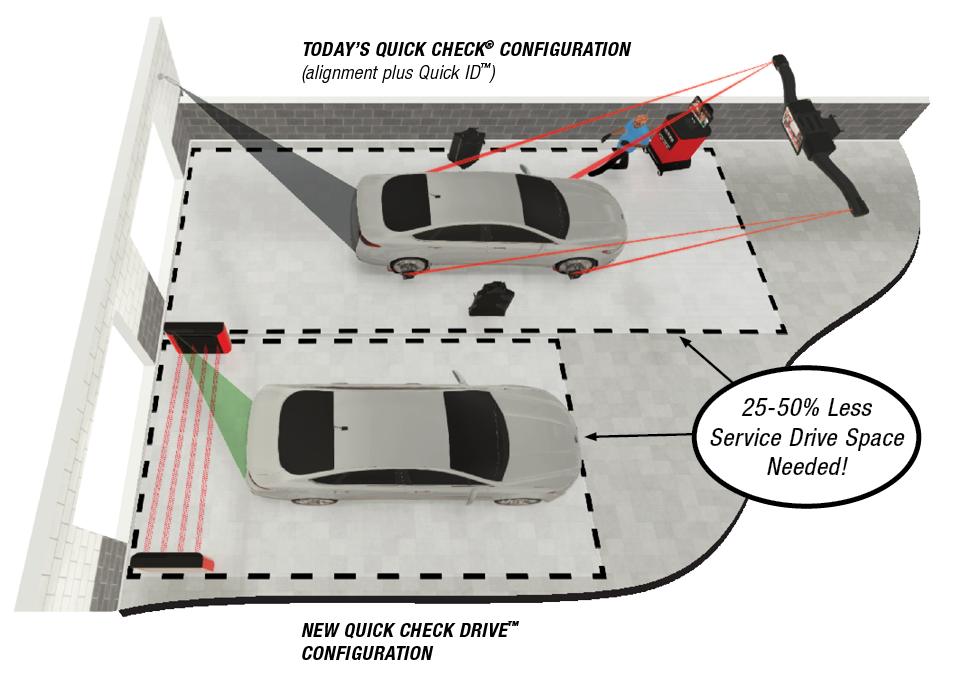 TODAY'S QUICK CHECK® CONFIGURATION
(alignment plus Quick ID™)
25-50% Less
Service Drive Space
Needed!
NEW QUICK CHECK DRIVE™
CONFIGURATION